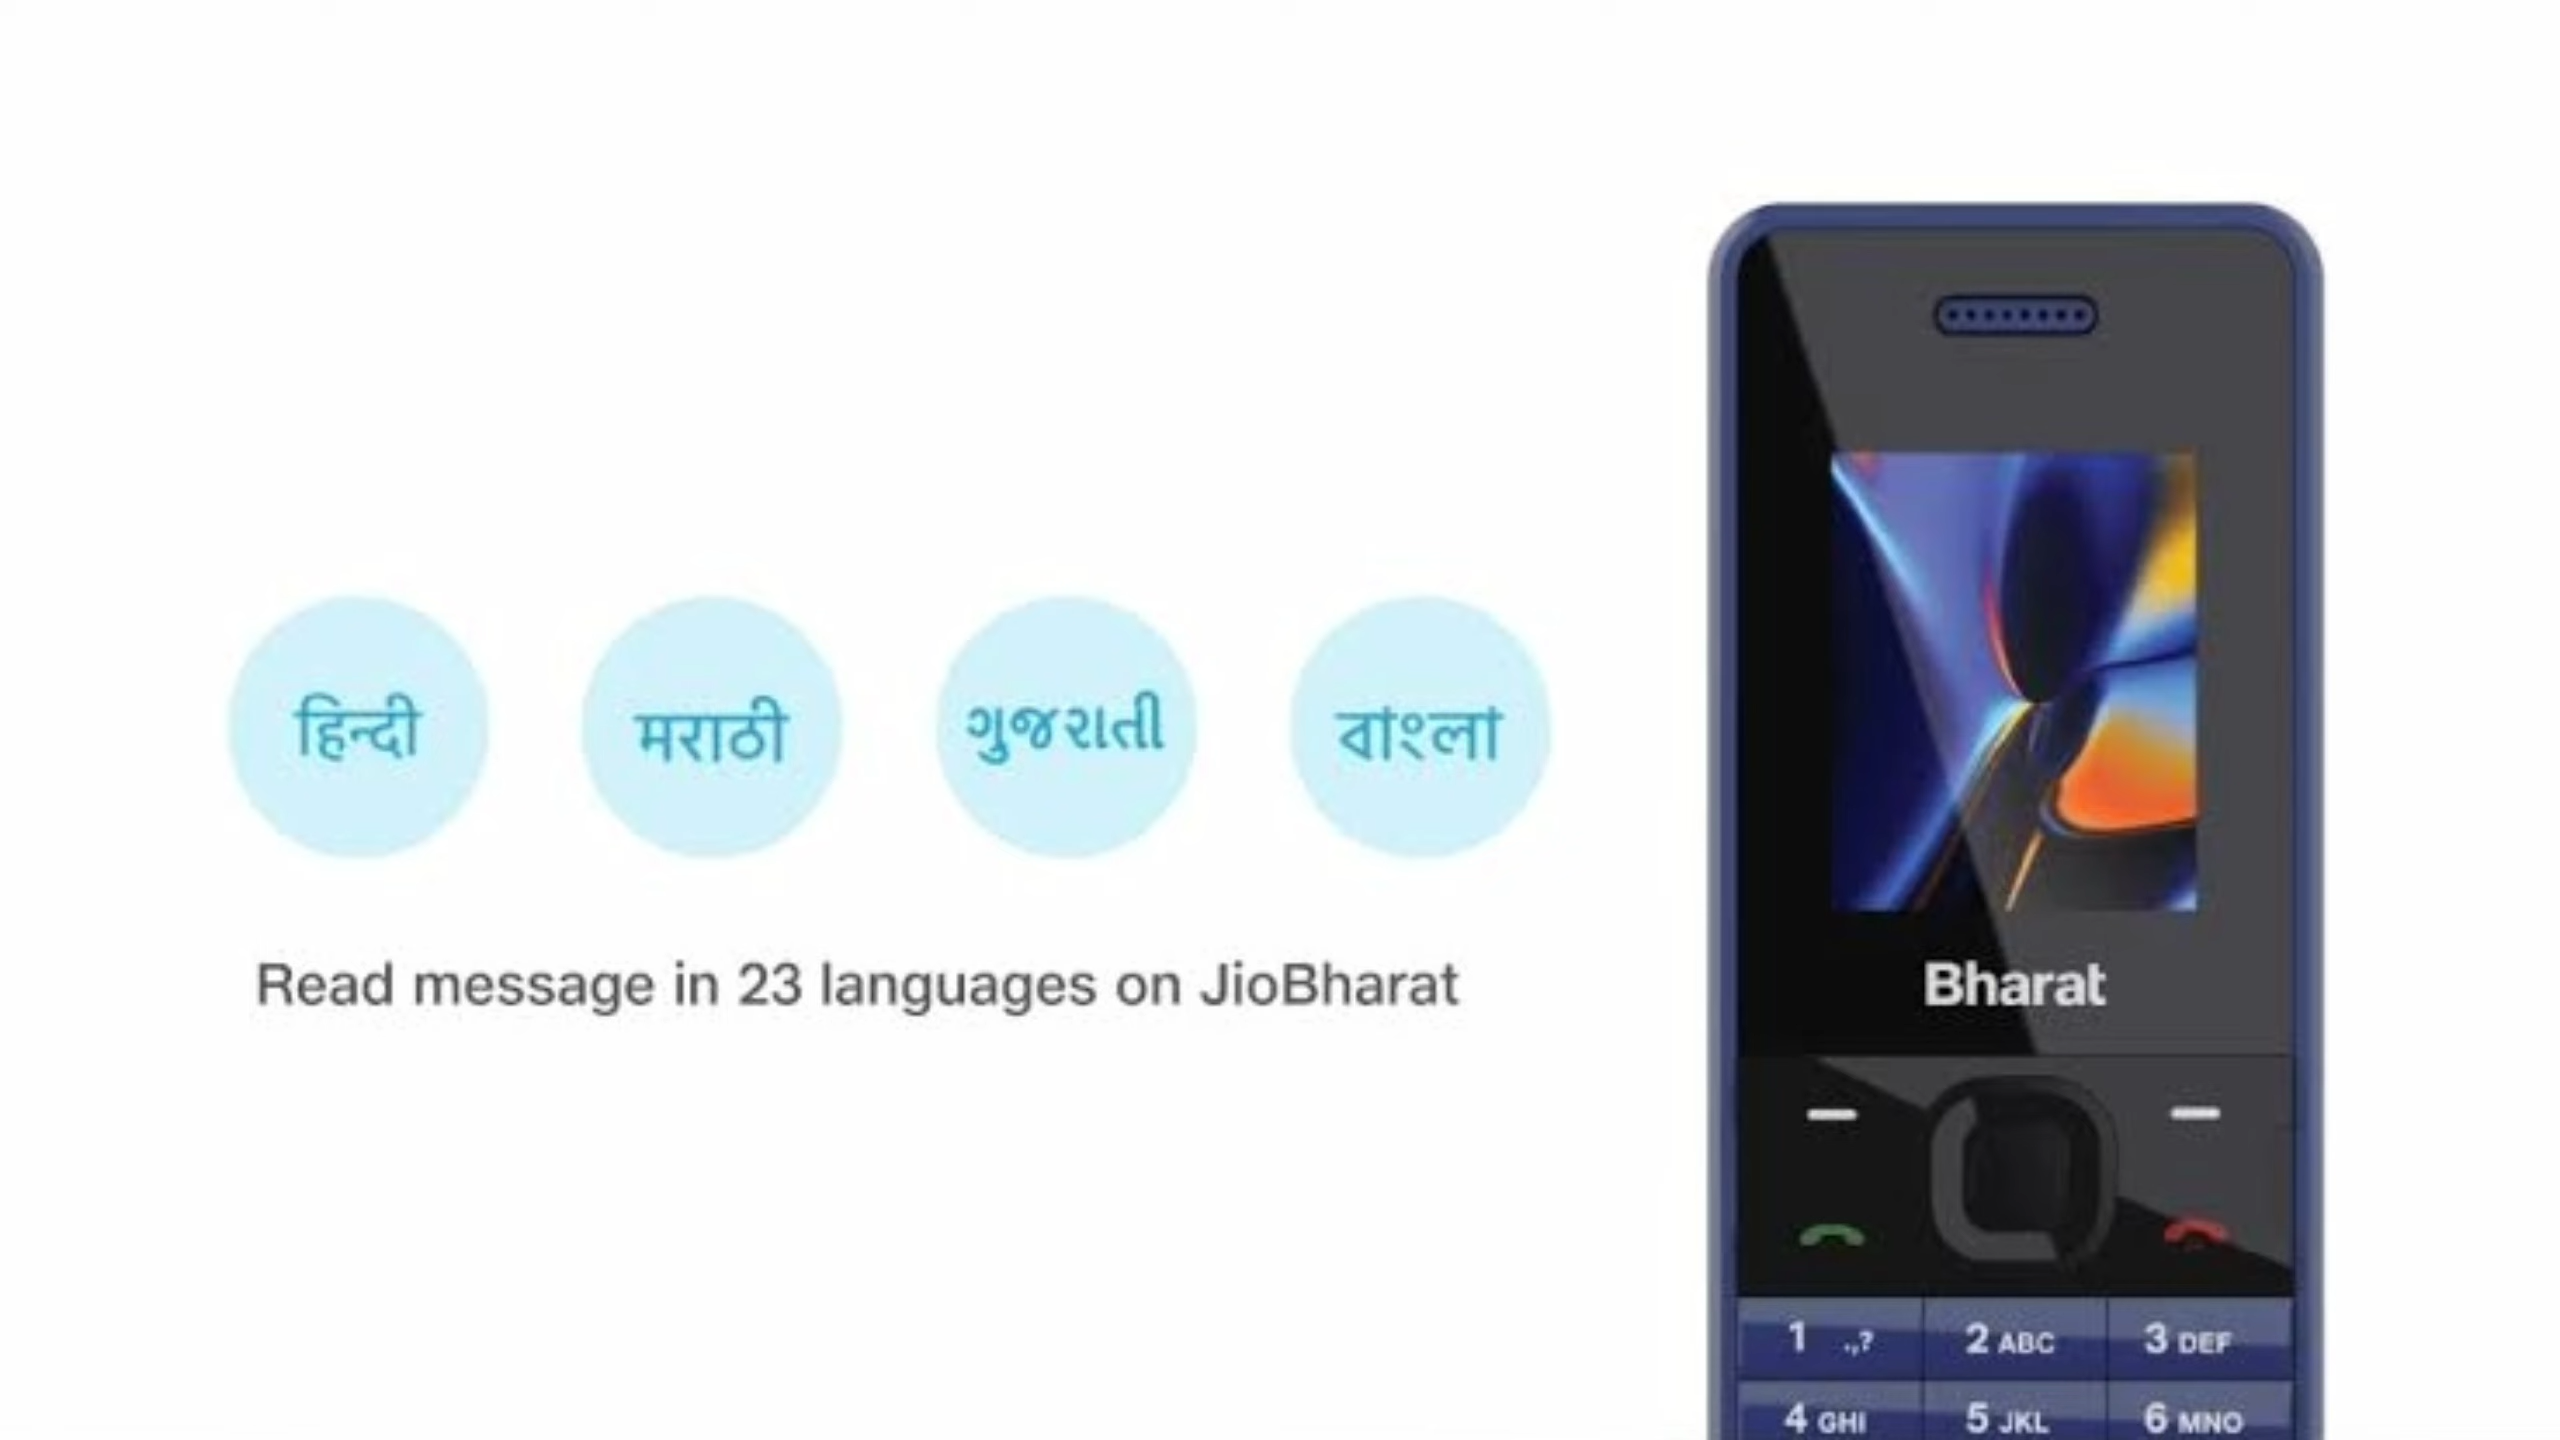 हिन्दी मराठी ગુજરાતી বাংলা
Read message in 23 languages on JioBharat
Bharat
1 .,? 2 ABC 3 DEF
4 GHI 5 JKL 6 MNO